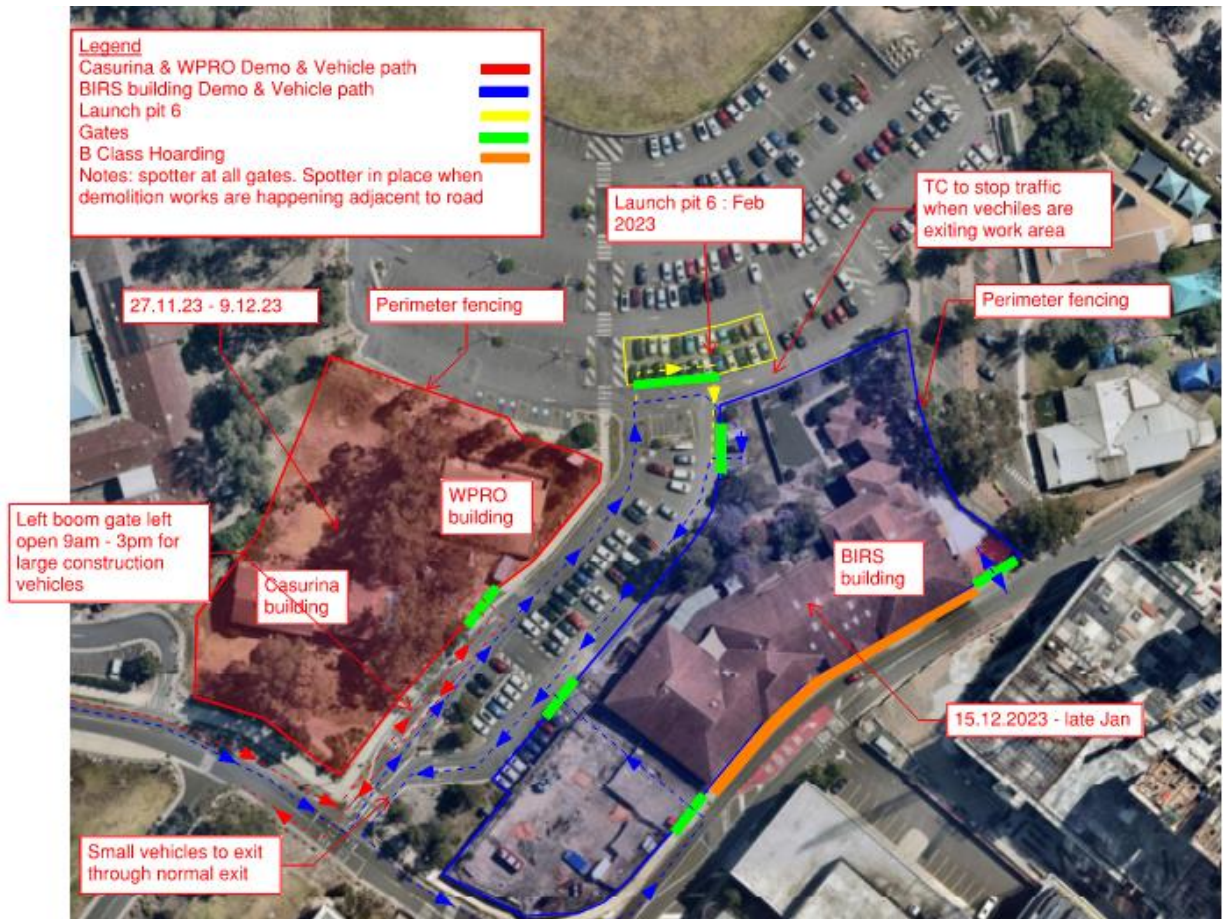 Legend
Casurina & WPRO Demo & Vehicle path
BIRS building Demo & Vehicle path
Launch pit 6
Gates
B Class Hoarding
Notes: spotter at all gates. Spotter in place when
demolition works are happening adjacent to road
Launch pit 6 : Feb
2023
TC to stop traffic
when vechiles are
exiting work area
27.11.23 - 9.12.23
Perimeter fencing
Perimeter fencing
WPRO
building
Left boom gate left
open 9am - 3pm for
large construction
vehicles
Casurina
building
BIRS
building
15.12.2023 - late Jan
Small vehicles to exit
through normal exit